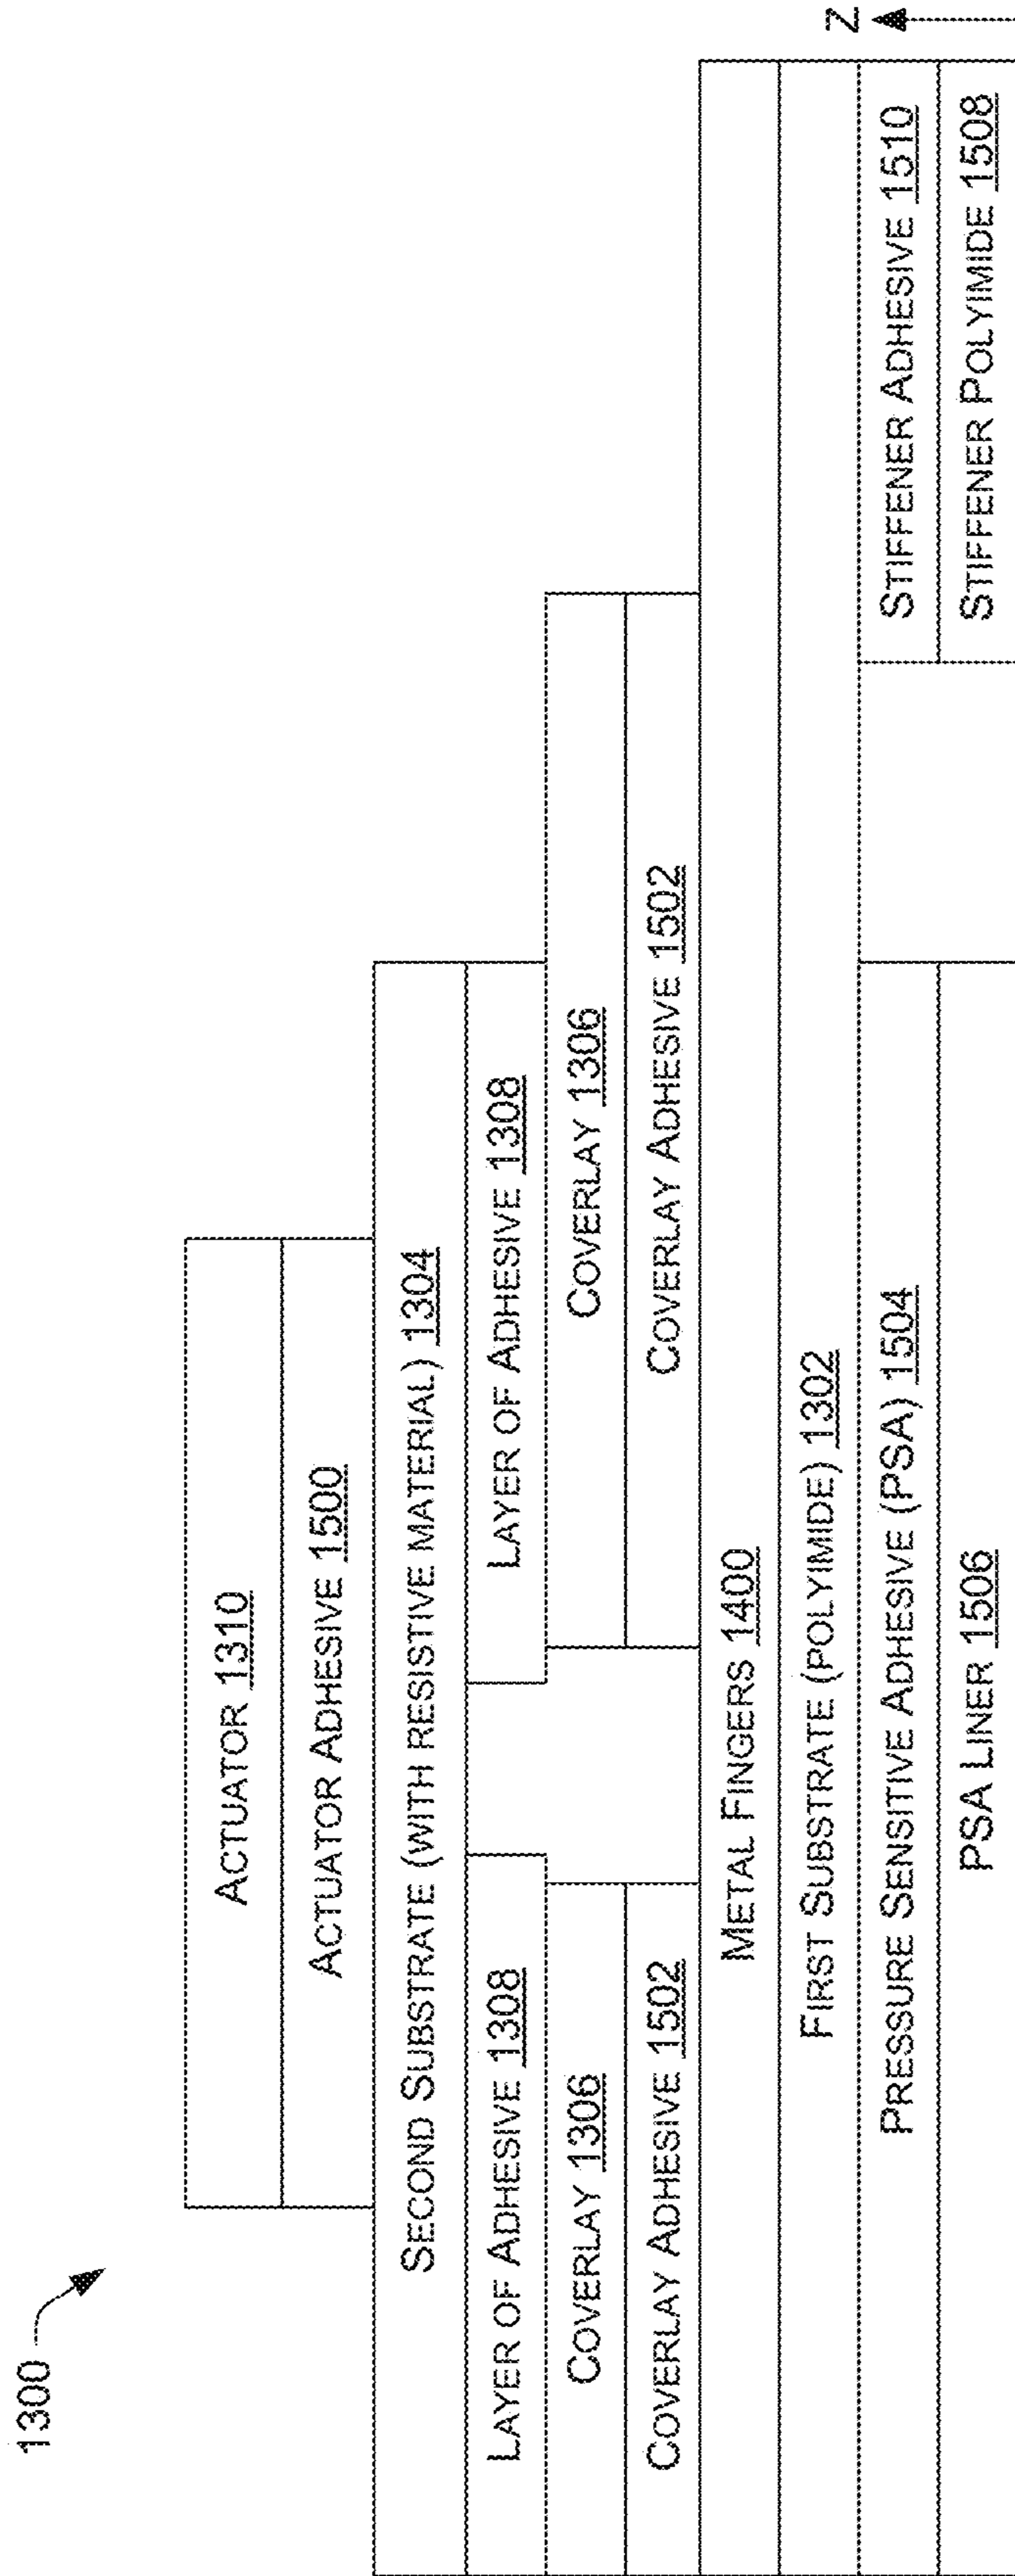 1300
ACTUATOR 1310
ACTUATOR ADHESIVE 1500
SECOND SUBSTRATE (WITH RESISTIVE MATERIAL) 1304
LAYER OF ADHESIVE 1308
LAYER OF ADHESIVE 1308
COVERLAY 1306
COVERLAY 1306
COVERLAY ADHESIVE 1502
COVERLAY ADHESIVE 1502
METAL FINGERS 1400
FIRST SUBSTRATE (POLYIMIDE) 1302
Z
PRESSURE SENSITIVE ADHESIVE (PSA) 1504
STIFFENER ADHESIVE 1510
PSA LINER 1506
STIFFENER POLYIMIDE 1508